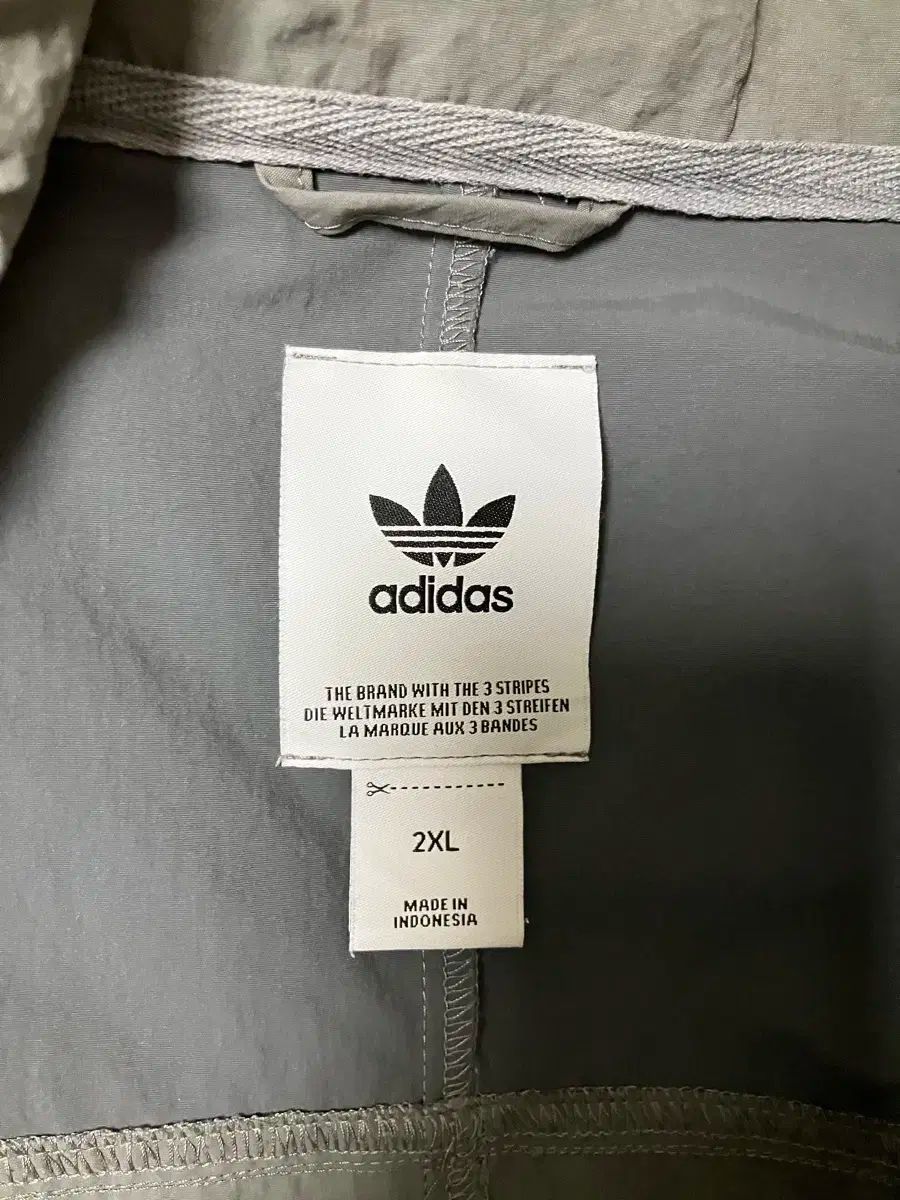 adidas
THE BRAND WITH THE 3 STRIPES
DIE WELTMARKE MIT DEN 3 STREIFEN
LA MARQUE AUX 3 BANDES
2XL
MADE IN
INDONESIA